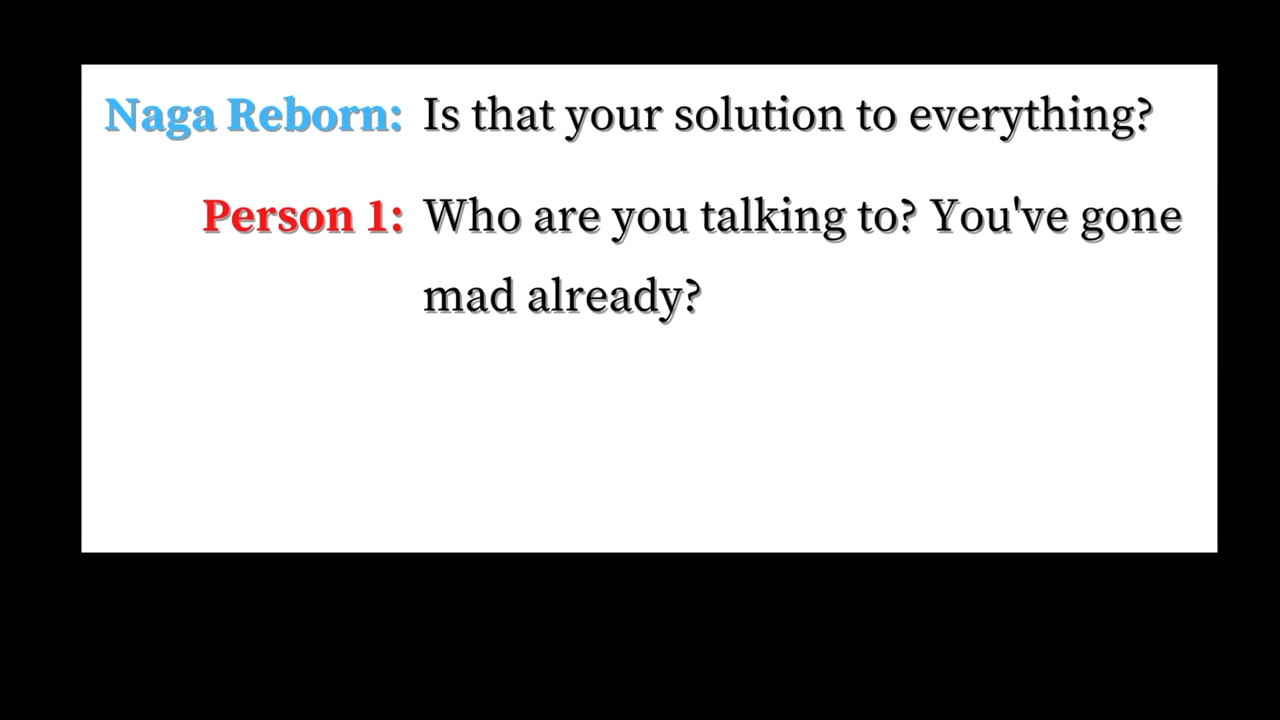 Naga Reborn: Is that your solution to everything?
Person 1: Who are you talking to? You've gone
mad already?